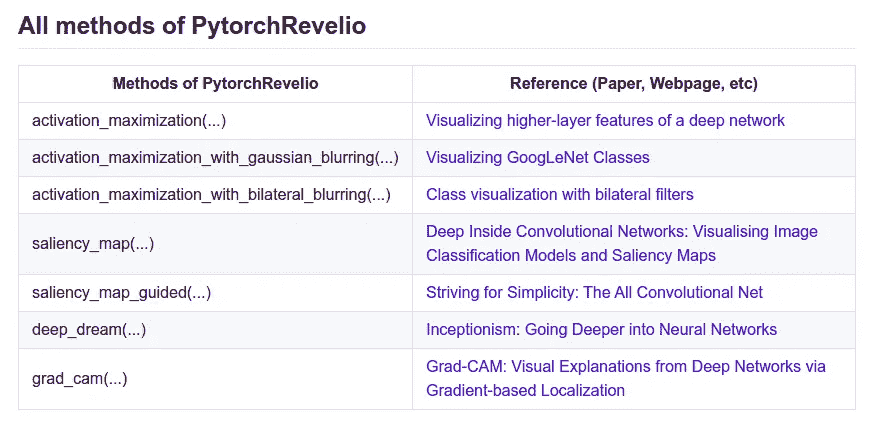 All methods of PytorchRevelio
Methods of PytorchRevelio Reference (Paper, Webpage, etc)
activation_maximization(...) Visualizing higher-layer features of a deep network
activation_maximization_with_gaussian_blurring(...) Visualizing GoogLeNet Classes
activation_maximization_with_bilateral_blurring(...) Class visualization with bilateral filters
saliency_map(...) Deep Inside Convolutional Networks: Visualising Image
Classification Models and Saliency Maps
saliency_map_guided(...) Striving for Simplicity: The All Convolutional Net
deep_dream(...) Inceptionism: Going Deeper into Neural Networks
grad_cam(...) Grad-CAM: Visual Explanations from Deep Networks via
Gradient-based Localization